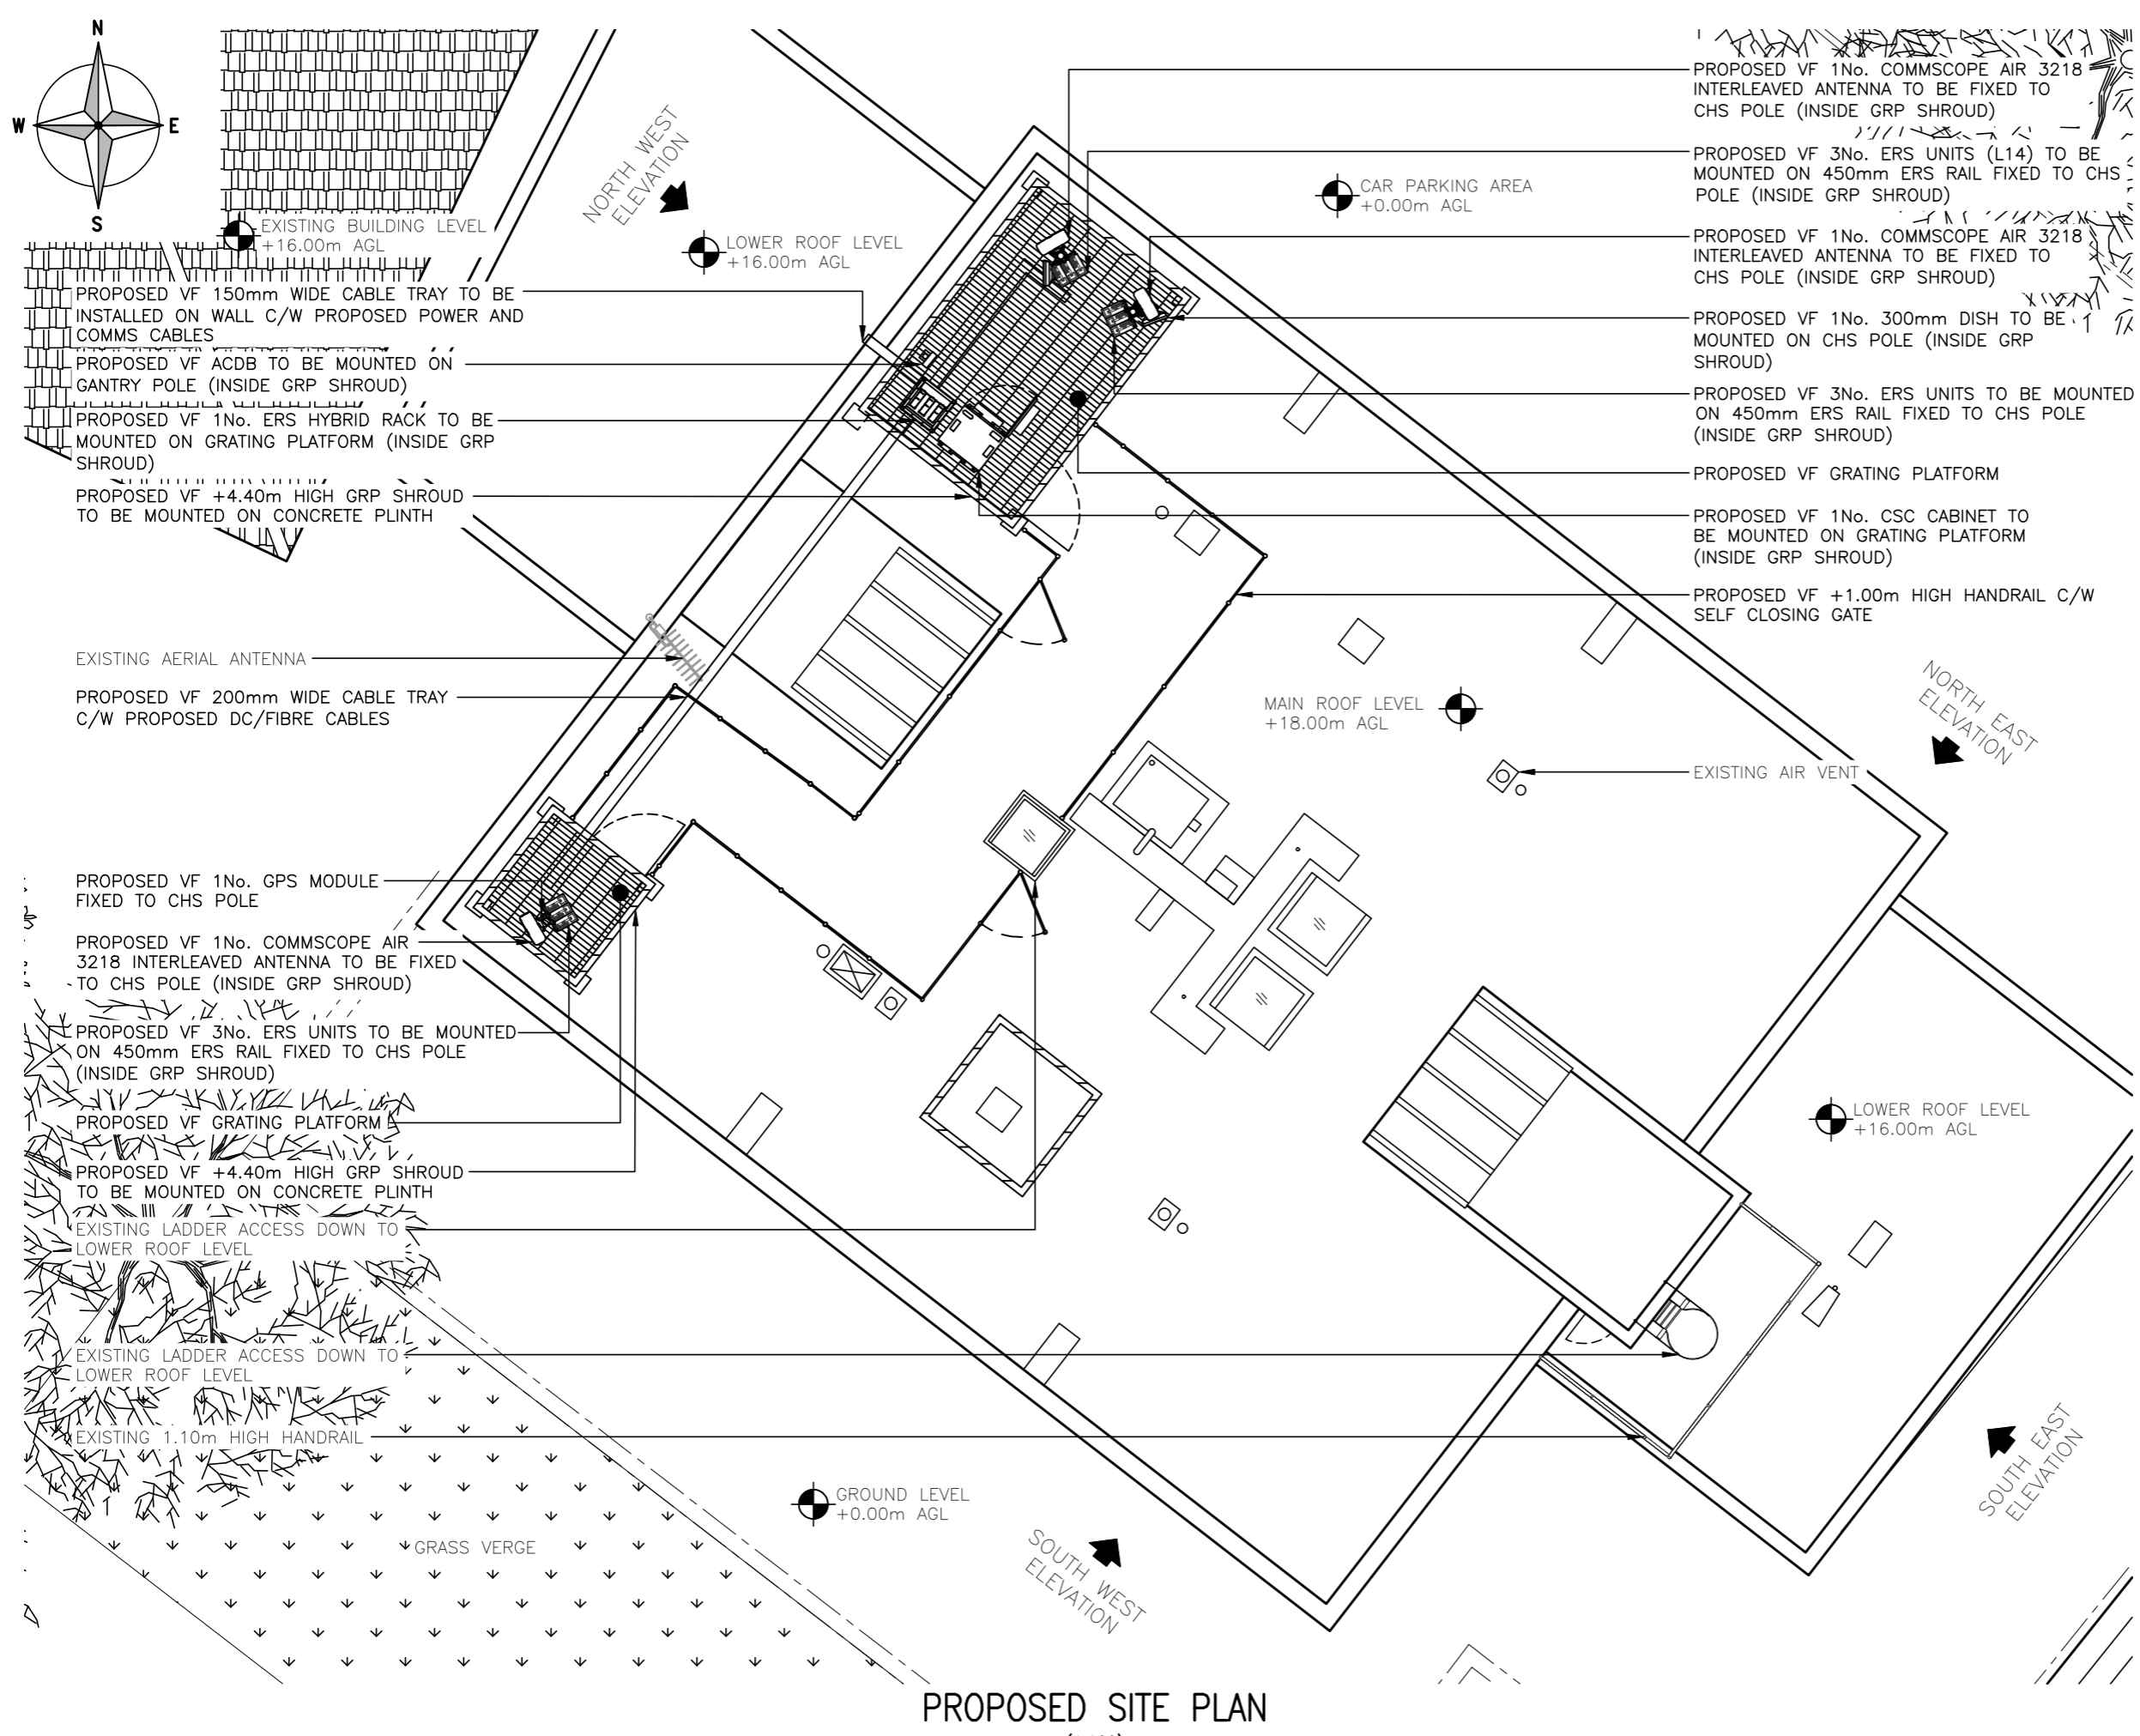 N
W
E
S
EXISTING BUILDING LEVEL
+16.00m AGL
NORTH WEST
ELEVATION
LOWER ROOF LEVEL
+16.00m AGL
CAR PARKING AREA
+0.00m AGL
PROPOSED VF 150mm WIDE CABLE TRAY TO BE
INSTALLED ON WALL C/W PROPOSED POWER AND
COMMS CABLES
PROPOSED VF ACDB TO BE MOUNTED ON
GANTRY POLE (INSIDE GRP SHROUD)
PROPOSED VF 1No. ERS HYBRID RACK TO BE
MOUNTED ON GRATING PLATFORM (INSIDE GRP
SHROUD)
PROPOSED VF +4.40m HIGH GRP SHROUD
TO BE MOUNTED ON CONCRETE PLINTH
EXISTING AERIAL ANTENNA
PROPOSED VF 200mm WIDE CABLE TRAY
C/W PROPOSED DC/FIBRE CABLES
PROPOSED VF 1No. GPS MODULE
FIXED TO CHS POLE
PROPOSED VF 1No. COMMSCOPE AIR
3218 INTERLEAVED ANTENNA TO BE FIXED
TO CHS POLE (INSIDE GRP SHROUD)
PROPOSED VF 3No. ERS UNITS TO BE MOUNTED
ON 450mm ERS RAIL FIXED TO CHS POLE
(INSIDE GRP SHROUD)
PROPOSED VF GRATING PLATFORM
PROPOSED VF +4.40m HIGH GRP SHROUD
TO BE MOUNTED ON CONCRETE PLINTH
EXISTING LADDER ACCESS DOWN TO
LOWER ROOF LEVEL
EXISTING LADDER ACCESS DOWN TO
LOWER ROOF LEVEL
EXISTING 1.10m HIGH HANDRAIL
GRASS VERGE
GROUND LEVEL
+0.00m AGL
SOUTH WEST
ELEVATION
PROPOSED VF 1No. COMMSCOPE AIR 3218
INTERLEAVED ANTENNA TO BE FIXED TO
CHS POLE (INSIDE GRP SHROUD)
PROPOSED VF 3No. ERS UNITS (L14) TO BE
MOUNTED ON 450mm ERS RAIL FIXED TO CHS
POLE (INSIDE GRP SHROUD)
PROPOSED VF 1No. COMMSCOPE AIR 3218
INTERLEAVED ANTENNA TO BE FIXED TO
CHS POLE (INSIDE GRP SHROUD)
PROPOSED VF 1No. 300mm DISH TO BE
MOUNTED ON CHS POLE (INSIDE GRP
SHROUD)
PROPOSED VF 3No. ERS UNITS TO BE MOUNTED
ON 450mm ERS RAIL FIXED TO CHS POLE
(INSIDE GRP SHROUD)
PROPOSED VF GRATING PLATFORM
PROPOSED VF 1No. CSC CABINET TO
BE MOUNTED ON GRATING PLATFORM
(INSIDE GRP SHROUD)
PROPOSED VF +1.00m HIGH HANDRAIL C/W
SELF CLOSING GATE
NORTH EAST
ELEVATION
MAIN ROOF LEVEL
+18.00m AGL
EXISTING AIR VENT
LOWER ROOF LEVEL
+16.00m AGL
SOUTH EAST
ELEVATION
PROPOSED SITE PLAN